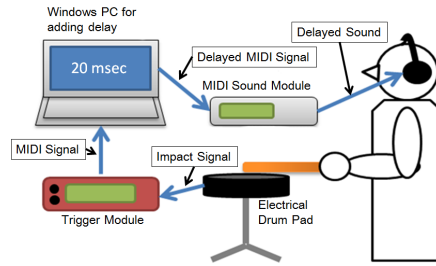 Windows PC for
adding delay
20 msec
Delayed MIDI Signal
Delayed Sound
MIDI Sound Module
MIDI Signal
Impact Signal
Trigger Module
Electrical
Drum Pad